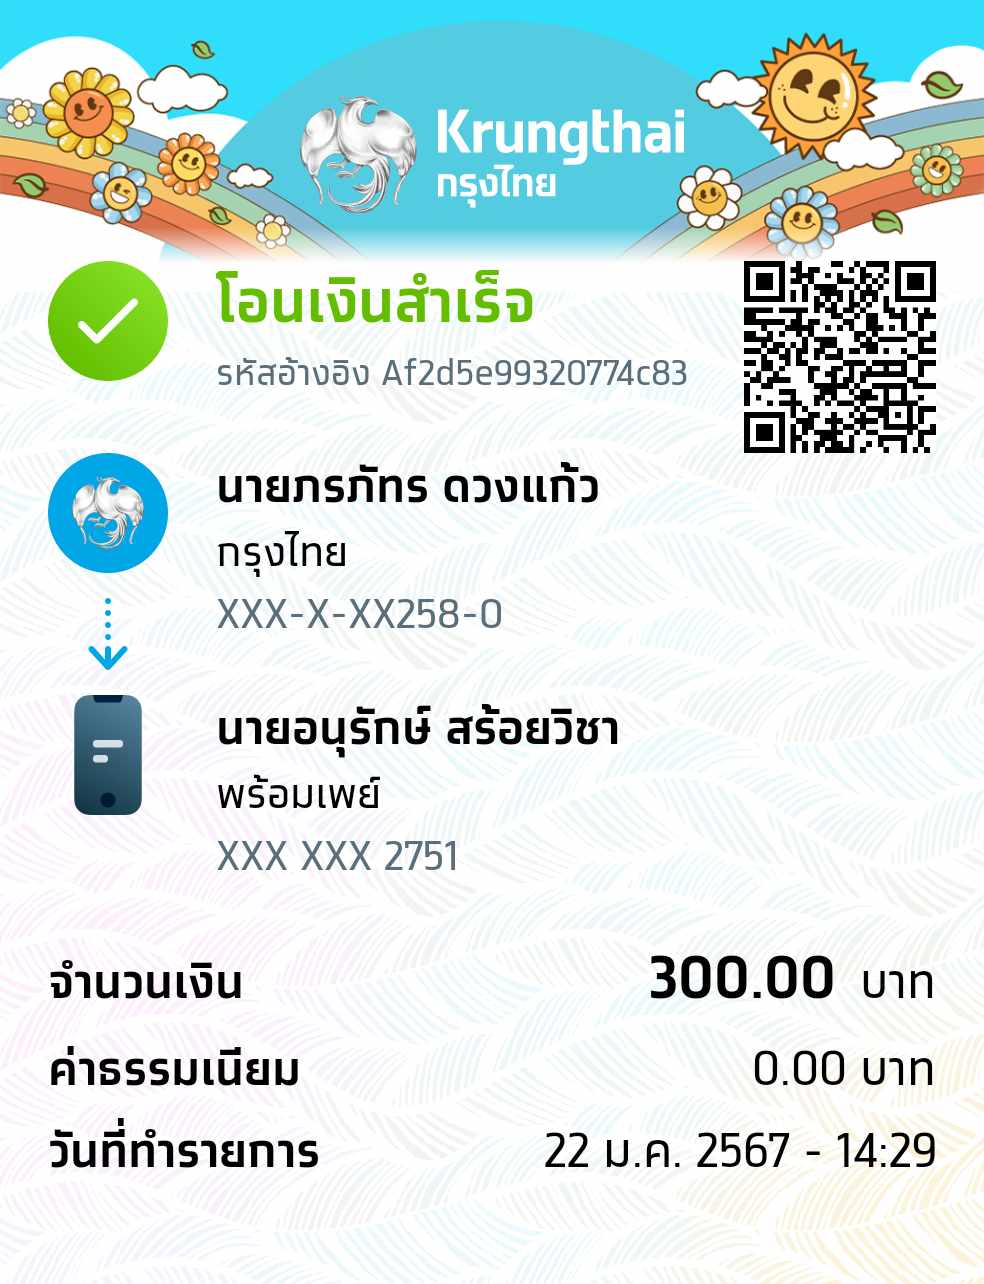 Krungthai
กรุงไทย
โอนเงินสำเร็จ
รหัสอ้างอิง Af2d5e99320774c83
นายภรภัทร ดวงแก้ว
กรุงไทย
XXX-X-XX258-0
นายอนุรักษ์ สร้อยวิชา
พร้อมเพย์
XXX XXX 2751
จำนวนเงิน 300.00 บาท
ค่าธรรมเนียม 0.00 บาท
วันที่ทำรายการ 22 ม.ค. 2567 - 14:29